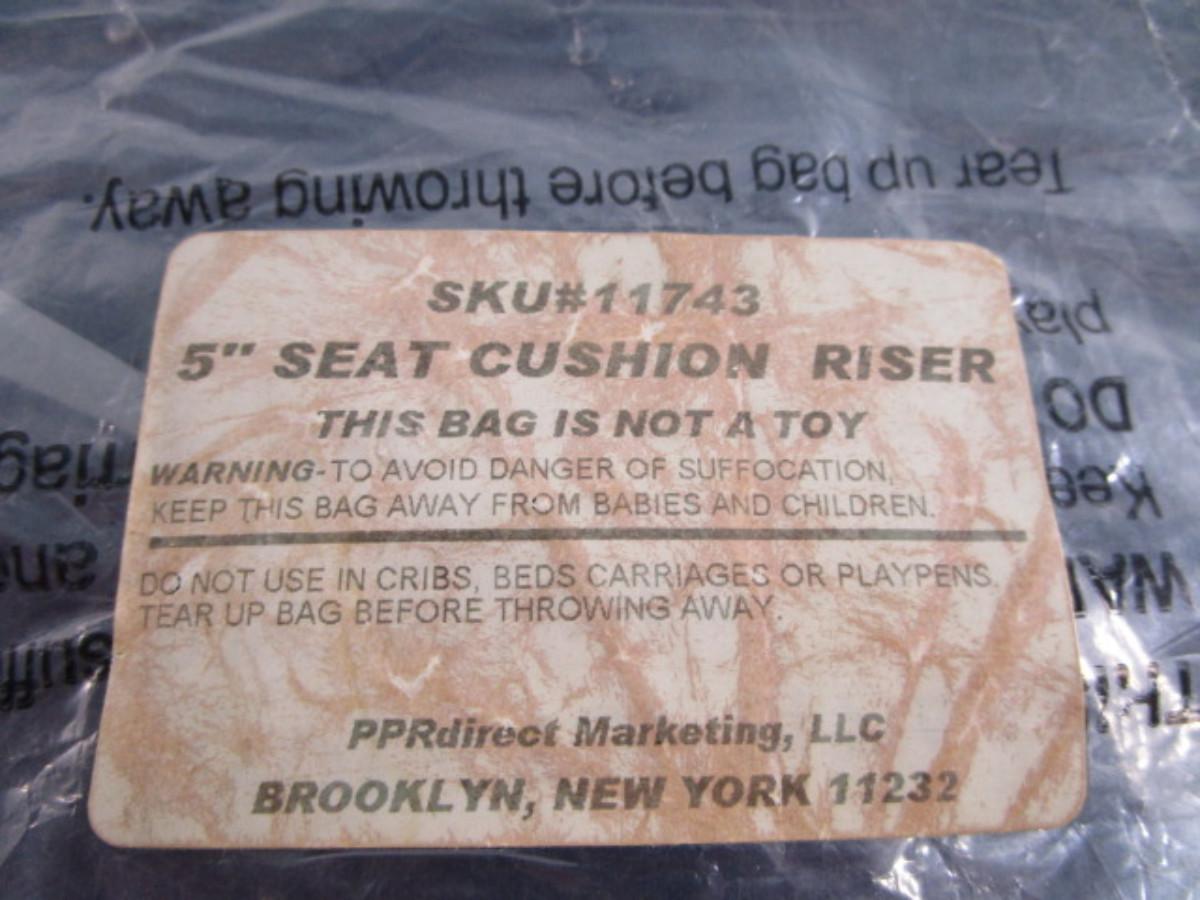 Tear up bag before throwing away.
SKU#11743
5" SEAT CUSHION RISER
THIS BAG IS NOT A TOY
WARNING-TO AVOID DANGER OF SUFFOCATION,
KEEP THIS BAG AWAY FROM BABIES AND CHILDREN.
DO NOT USE IN CRIBS, BEDS CARRIAGES OR PLAYPENS.
TEAR UP BAG BEFORE THROWING AWAY.
PPRdirect Marketing, LLC
BROOKLYN, NEW YORK 11232
DO